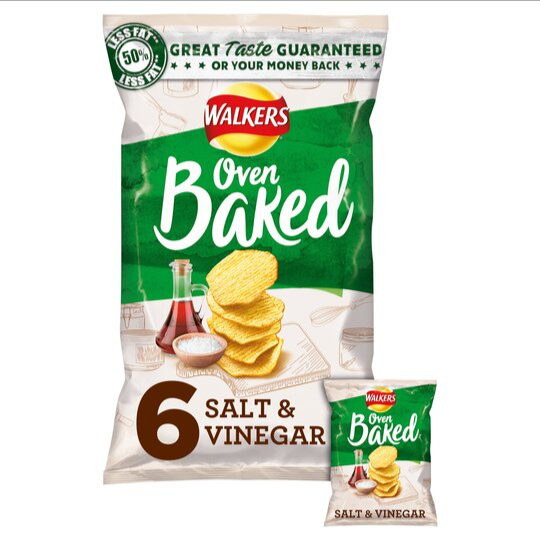 LESS FAT**
50%
LESS FAT**
GREAT Taste GUARANTEED
★ ★ ★ ★ OR YOUR MONEY BACK ★ ★ ★ ★
WALKERS
Oven
Baked
6 SALT &
VINEGAR
WALKERS
Oven
Baked
SALT & VINEGAR